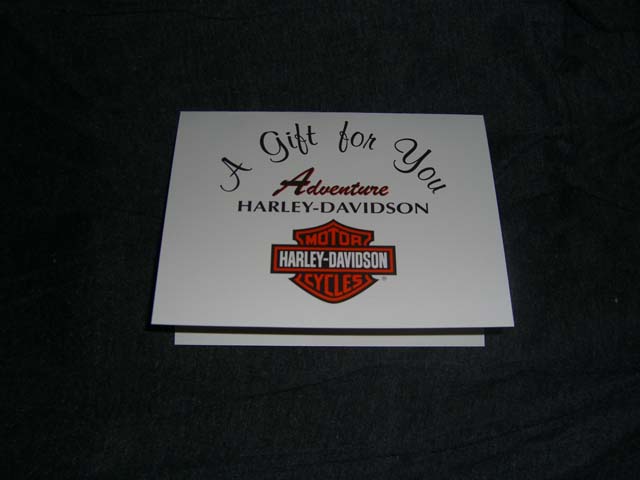 A Gift for You
Adventure
HARLEY-DAVIDSON
MOTOR
HARLEY-DAVIDSON
CYCLES
®